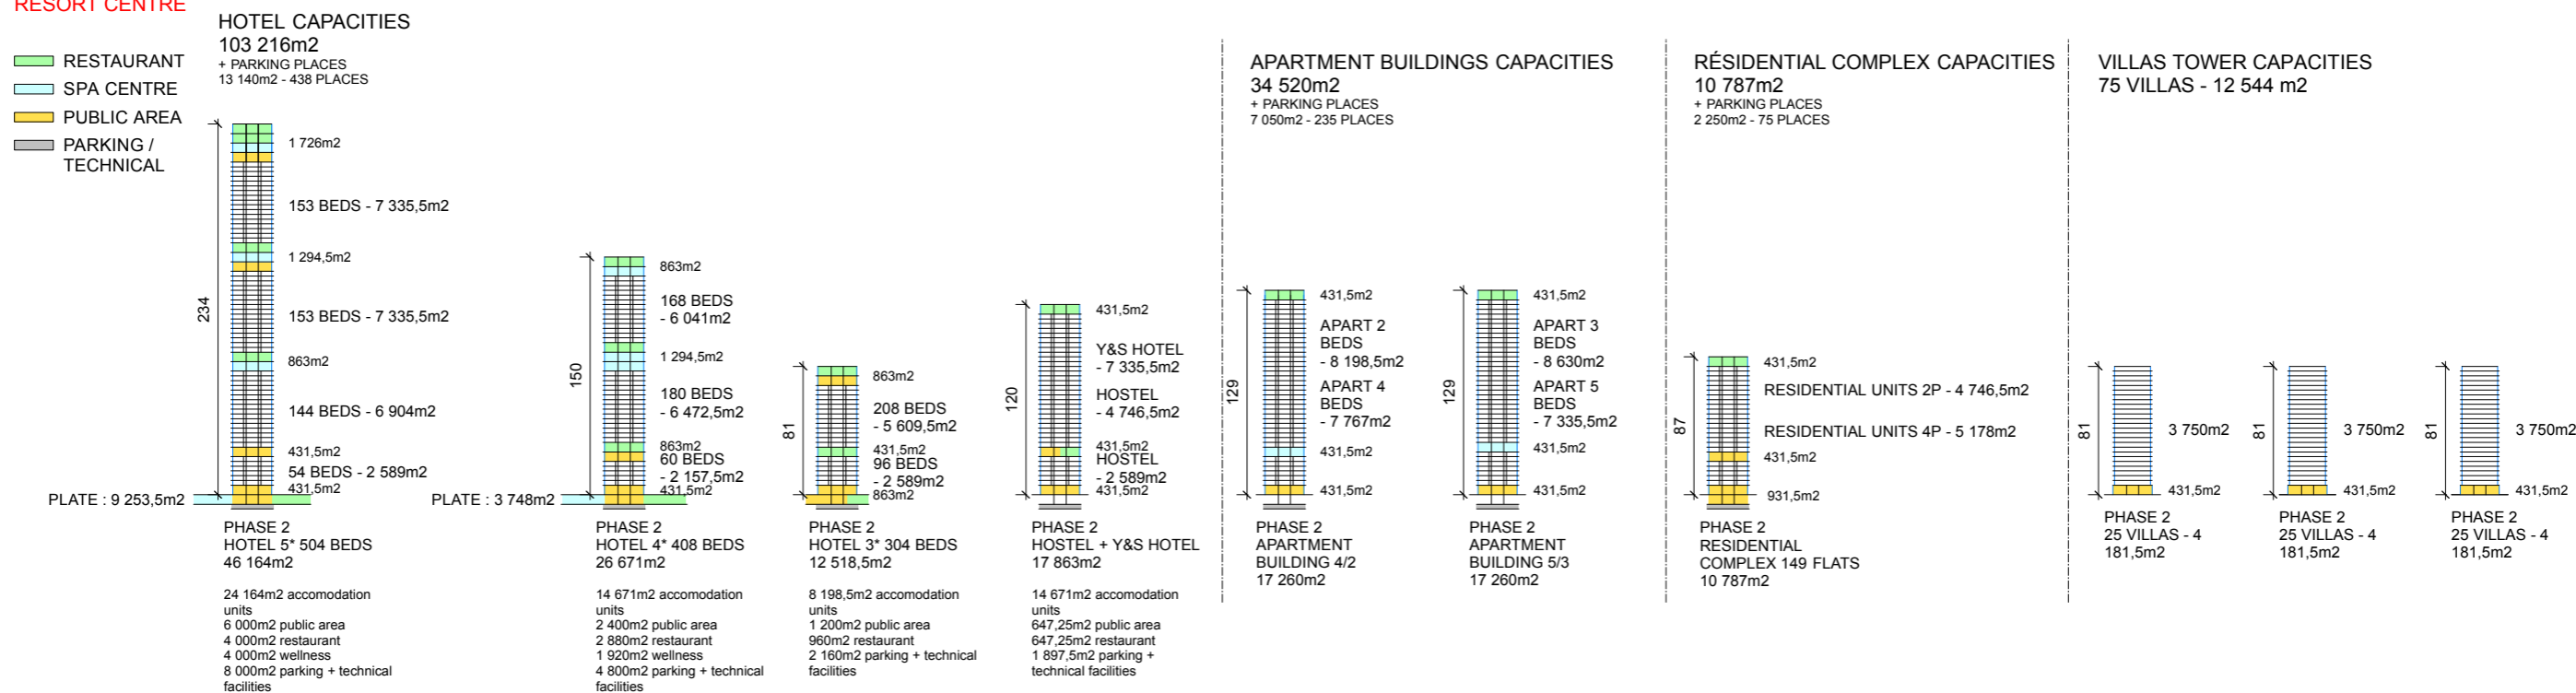 RESORT CENTRE
RESTAURANT
SPA CENTRE
PUBLIC AREA
PARKING /
TECHNICAL
HOTEL CAPACITIES
103 216m2
+ PARKING PLACES
13 140m2 - 438 PLACES
234
1 726m2
153 BEDS - 7 335,5m2
1 294,5m2
153 BEDS - 7 335,5m2
863m2
144 BEDS - 6 904m2
431,5m2
54 BEDS - 2 589m2
431,5m2
PLATE : 9 253,5m2
PHASE 2
HOTEL 5* 504 BEDS
46 164m2
24 164m2 accomodation
units
6 000m2 public area
4 000m2 restaurant
4 000m2 wellness
8 000m2 parking + technical
facilities
150
863m2
168 BEDS
- 6 041m2
1 294,5m2
180 BEDS
- 6 472,5m2
863m2
60 BEDS
- 2 157,5m2
431,5m2
PLATE : 3 748m2
PHASE 2
HOTEL 4* 408 BEDS
26 671m2
14 671m2 accomodation
units
2 400m2 public area
2 880m2 restaurant
1 920m2 wellness
4 800m2 parking + technical
facilities
81
863m2
208 BEDS
- 5 609,5m2
431,5m2
96 BEDS
- 2 589m2
863m2
PHASE 2
HOTEL 3* 304 BEDS
12 518,5m2
8 198,5m2 accomodation
units
1 200m2 public area
960m2 restaurant
2 160m2 parking + technical
facilities
120
431,5m2
Y&S HOTEL
- 7 335,5m2
HOSTEL
- 4 746,5m2
431,5m2
HOSTEL
- 2 589m2
431,5m2
PHASE 2
HOSTEL + Y&S HOTEL
17 863m2
14 671m2 accomodation
units
647,25m2 public area
647,25m2 restaurant
1 897,5m2 parking +
technical facilities
APARTMENT BUILDINGS CAPACITIES
34 520m2
+ PARKING PLACES
7 050m2 - 235 PLACES
129
431,5m2
APART 2
BEDS
- 8 198,5m2
APART 4
BEDS
- 7 767m2
431,5m2
431,5m2
PHASE 2
APARTMENT
BUILDING 4/2
17 260m2
129
431,5m2
APART 3
BEDS
- 8 630m2
APART 5
BEDS
- 7 335,5m2
431,5m2
431,5m2
PHASE 2
APARTMENT
BUILDING 5/3
17 260m2
RÉSIDENTIAL COMPLEX CAPACITIES
10 787m2
+ PARKING PLACES
2 250m2 - 75 PLACES
87
431,5m2
RESIDENTIAL UNITS 2P - 4 746,5m2
RESIDENTIAL UNITS 4P - 5 178m2
431,5m2
931,5m2
PHASE 2
RESIDENTIAL
COMPLEX 149 FLATS
10 787m2
VILLAS TOWER CAPACITIES
75 VILLAS - 12 544 m2
81
3 750m2
431,5m2
PHASE 2
25 VILLAS - 4
181,5m2
81
3 750m2
431,5m2
PHASE 2
25 VILLAS - 4
181,5m2
81
3 750m2
431,5m2
PHASE 2
25 VILLAS - 4
181,5m2